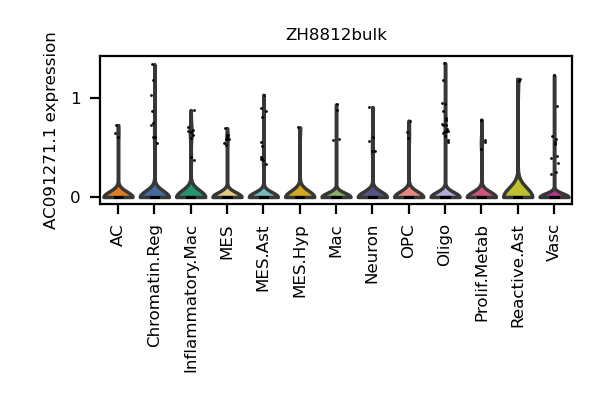 ZH8812bulk
AC091271.1 expression
1
0
AC
Chromatin.Reg
Inflammatory.Mac
MES
MES.Ast
MES.Hyp
Mac
Neuron
OPC
Oligo
Prolif.Metab
Reactive.Ast
Vasc